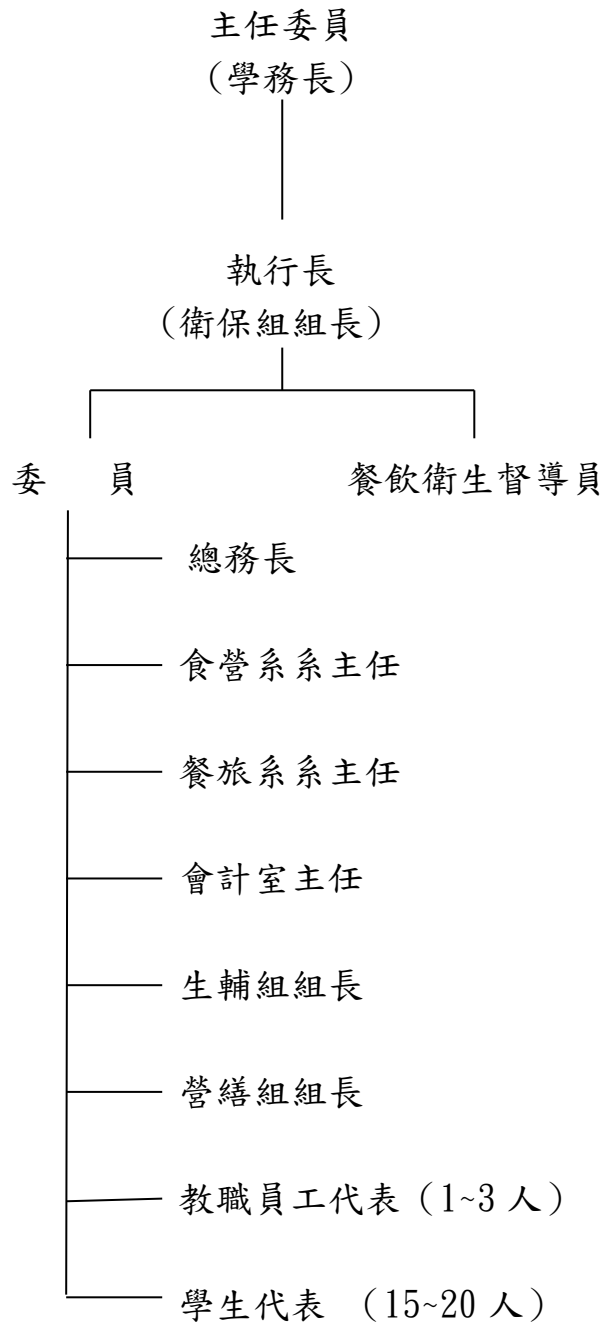 主任委員
(學務長)
執行長
(衛保組組長)
委　員　餐飲衛生督導員
總務長
食營系系主任
餐旅系系主任
會計室主任
生輔組組長
營繕組組長
教職員工代表 (1~3 人)
學生代表 (15~20 人)